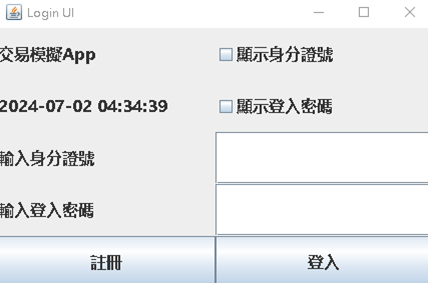 Login UI
交易模擬App
顯示身分證號
2024-07-02 04:34:39
顯示登入密碼
輸入身分證號
輸入登入密碼
註冊
登入